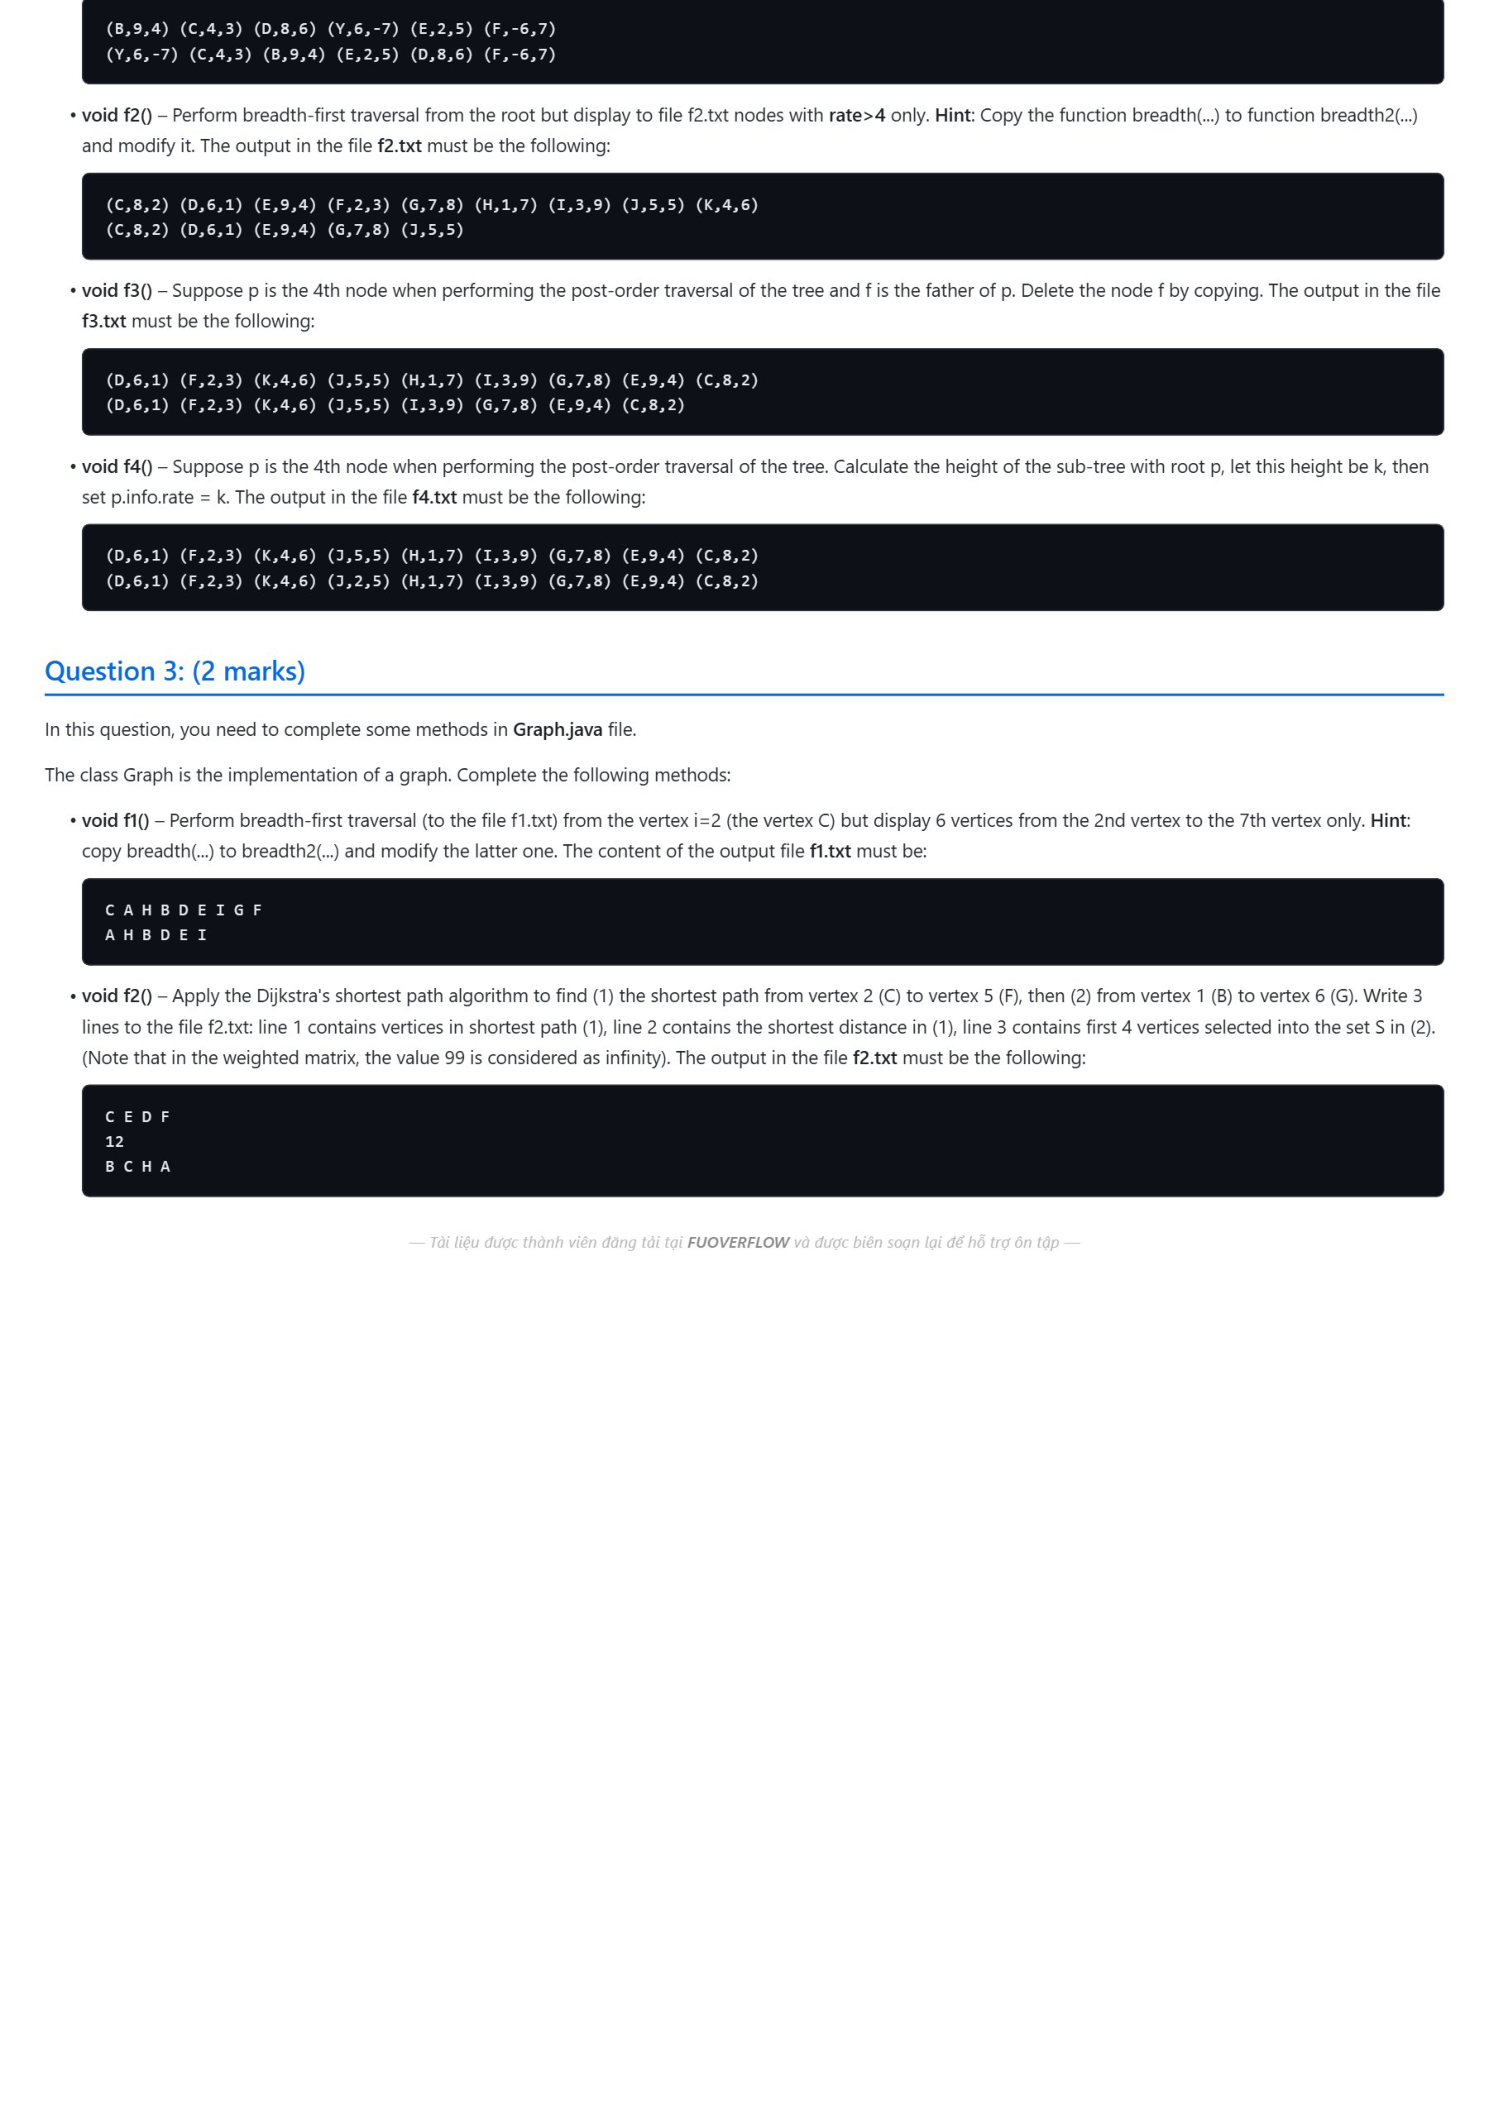 (B,9,4) (C,4,3) (D,8,6) (Y,6,-7) (E,2,5) (F,-6,7)
(Y,6,-7) (C,4,3) (B,9,4) (E,2,5) (D,8,6) (F,-6,7)
• void f2() – Perform breadth-first traversal from the root but display to file f2.txt nodes with rate>4 only. Hint: Copy the function breadth(...) to function breadth2(...)
and modify it. The output in the file f2.txt must be the following:
(C,8,2) (D,6,1) (E,9,4) (F,2,3) (G,7,8) (H,1,7) (I,3,9) (J,5,5) (K,4,6)
(C,8,2) (D,6,1) (E,9,4) (G,7,8) (J,5,5)
• void f3() – Suppose p is the 4th node when performing the post-order traversal of the tree and f is the father of p. Delete the node f by copying. The output in the file
f3.txt must be the following:
(D,6,1) (F,2,3) (K,4,6) (J,5,5) (H,1,7) (I,3,9) (G,7,8) (E,9,4) (C,8,2)
(D,6,1) (F,2,3) (K,4,6) (J,5,5) (I,3,9) (G,7,8) (E,9,4) (C,8,2)
• void f4() – Suppose p is the 4th node when performing the post-order traversal of the tree. Calculate the height of the sub-tree with root p, let this height be k, then
set p.info.rate = k. The output in the file f4.txt must be the following:
(D,6,1) (F,2,3) (K,4,6) (J,5,5) (H,1,7) (I,3,9) (G,7,8) (E,9,4) (C,8,2)
(D,6,1) (F,2,3) (K,4,6) (J,2,5) (H,1,7) (I,3,9) (G,7,8) (E,9,4) (C,8,2)
Question 3: (2 marks)
In this question, you need to complete some methods in Graph.java file.
The class Graph is the implementation of a graph. Complete the following methods:
• void f1() – Perform breadth-first traversal (to the file f1.txt) from the vertex i=2 (the vertex C) but display 6 vertices from the 2nd vertex to the 7th vertex only. Hint:
copy breadth(...) to breadth2(...) and modify the latter one. The content of the output file f1.txt must be:
C A H B D E I G F
A H B D E I
• void f2() – Apply the Dijkstra's shortest path algorithm to find (1) the shortest path from vertex 2 (C) to vertex 5 (F), then (2) from vertex 1 (B) to vertex 6 (G). Write 3
lines to the file f2.txt: line 1 contains vertices in shortest path (1), line 2 contains the shortest distance in (1), line 3 contains first 4 vertices selected into the set S in (2).
(Note that in the weighted matrix, the value 99 is considered as infinity). The output in the file f2.txt must be the following:
C E D F
12
B C H A
— Tài liệu được thành viên đăng tải tại FUOVERFLOW và được biên soạn lại để hỗ trợ ôn tập —